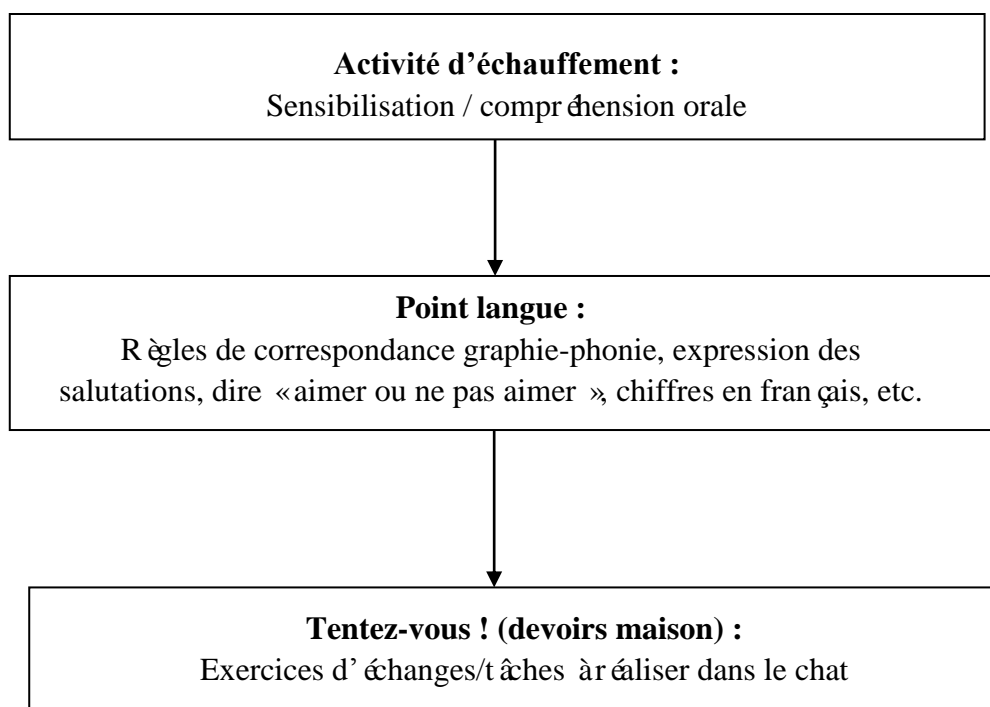 Activité d’échauffement :
Sensibilisation / compréhension orale
Point langue :
Règles de correspondance graphie-phonie, expression des
salutations, dire «aimer ou ne pas aimer », chiffres en français, etc.
Tentez-vous ! (devoirs maison) :
Exercices d’échanges/tâches à réaliser dans le chat